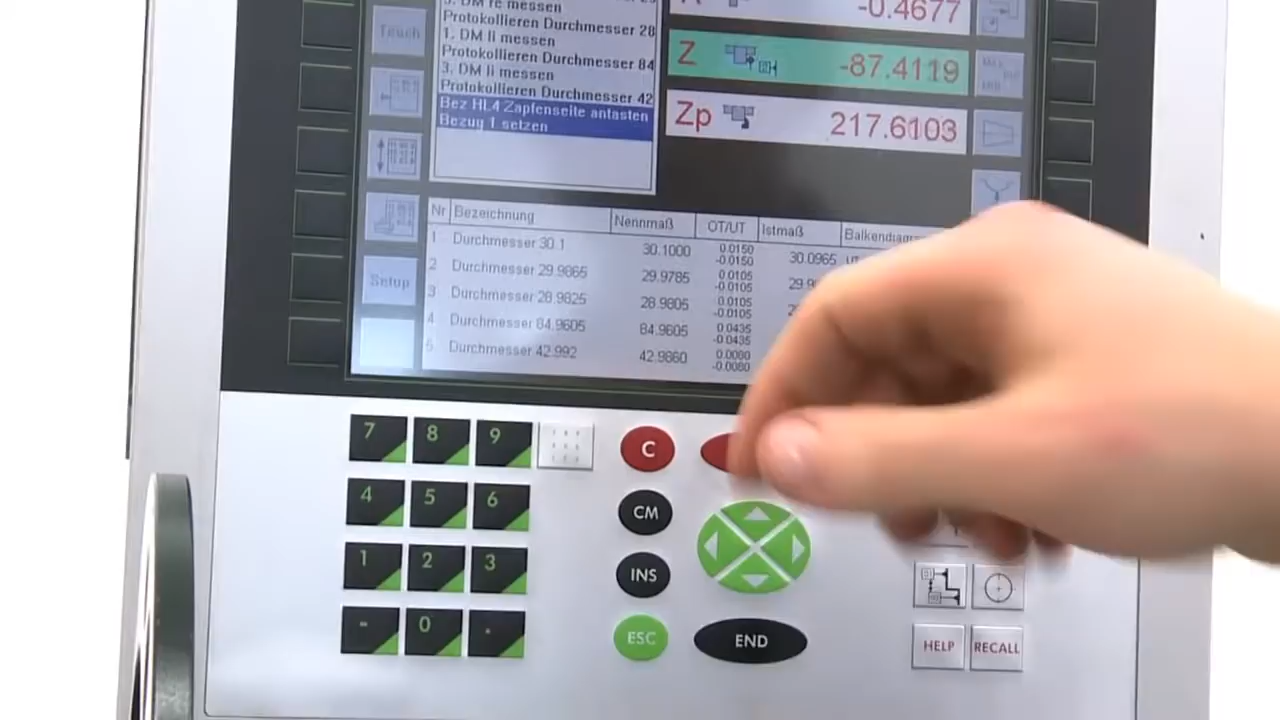 Touch
3. DM re messen
Protokollieren Durchmesser 28
1. DM li messen
Protokollieren Durchmesser 84
3. DM li messen
Protokollieren Durchmesser 42
Bez HL4 Zapfenseite antasten
Bezug 1 setzen
-0.4677
Z -87.4119
Zp 217.6103
Setup
Nr Bezeichnung Nennmaß OT/UT Istmaß
1 Durchmesser 30.1 30.1000 0.0150 -0.0150 30.0965
2 Durchmesser 29.9865 29.9785 0.0105 -0.0105
3 Durchmesser 28.9825 28.9805 0.0105 -0.0105
4 Durchmesser 84.9605 84.9605 0.0435 -0.0435
5 Durchmesser 42.992 42.9860 0.0080 -0.0080
7 8 9 C
4 5 6 CM
1 2 3 INS
- 0 . ESC END
HELP RECALL